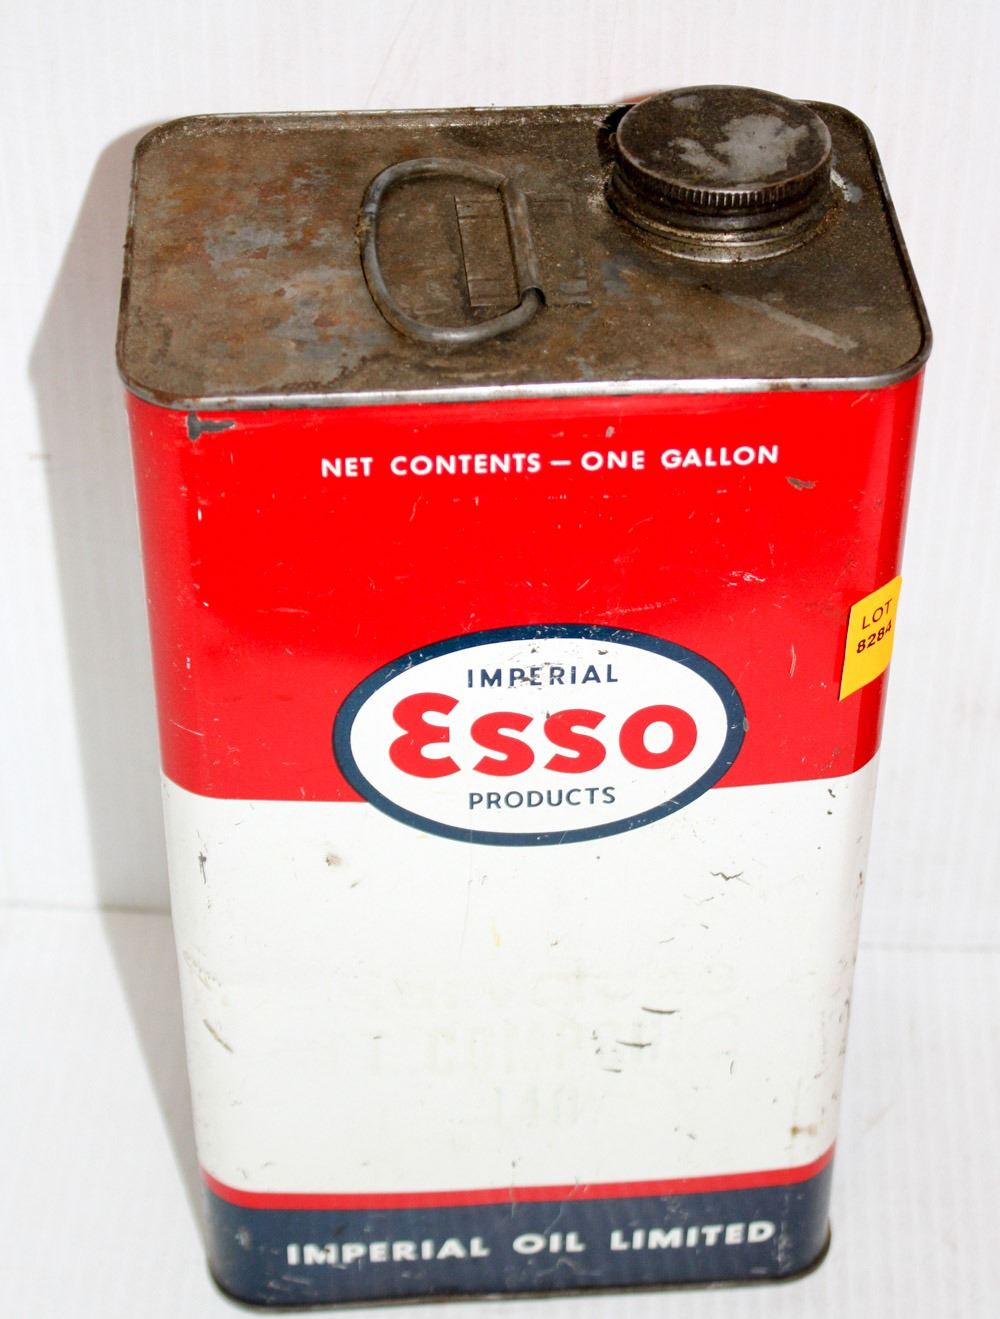 NET CONTENTS — ONE GALLON
LOT
8284
IMPERIAL
Esso
PRODUCTS
IMPERIAL OIL LIMITED